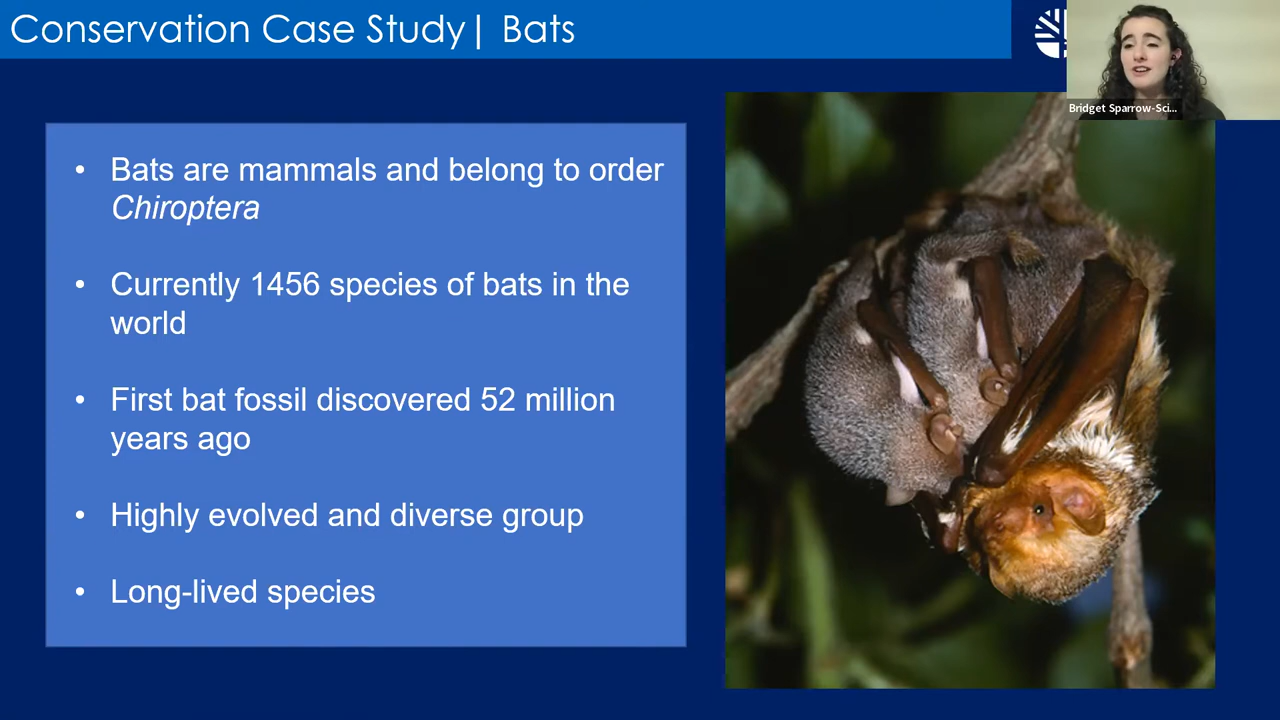 Conservation Case Study| Bats
Bridget Sparrow-Sci...
• Bats are mammals and belong to order
Chiroptera
• Currently 1456 species of bats in the
world
• First bat fossil discovered 52 million
years ago
• Highly evolved and diverse group
• Long-lived species